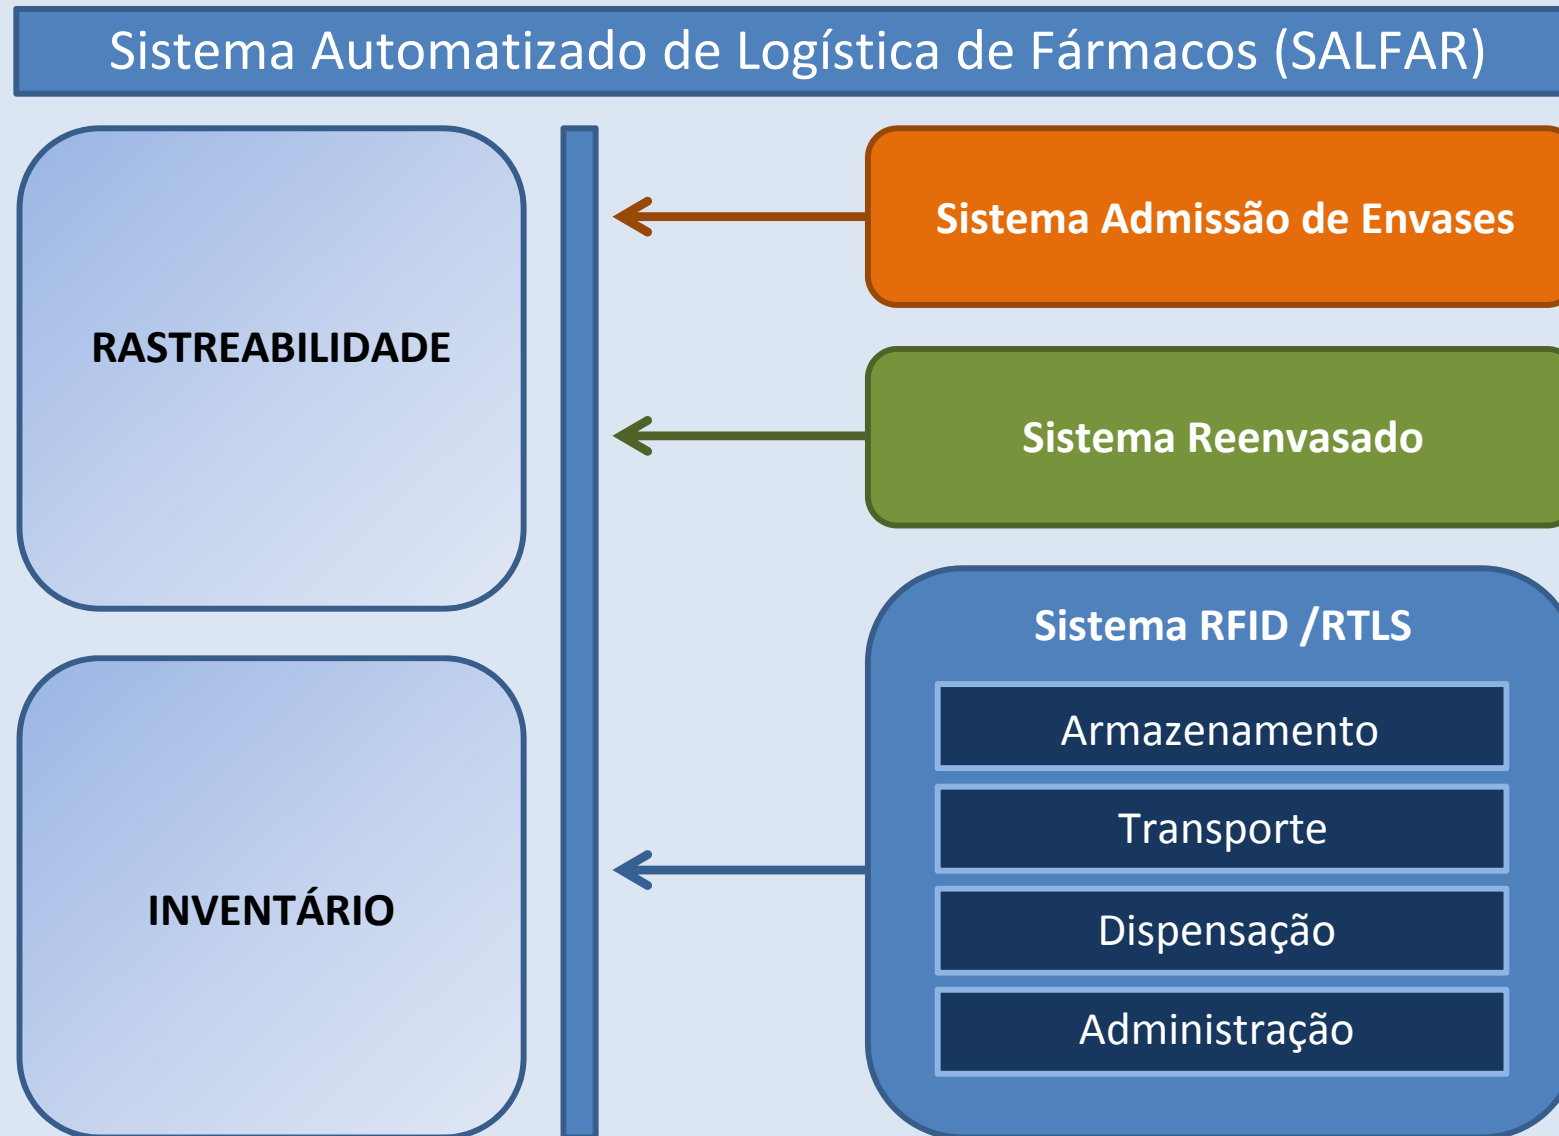 Sistema Automatizado de Logística de Fármacos (SALFAR)
RASTREABILIDADE
INVENTÁRIO
Sistema Admissão de Envases
Sistema Reenvasado
Sistema RFID /RTLS
Armazenamento
Transporte
Dispensação
Administração